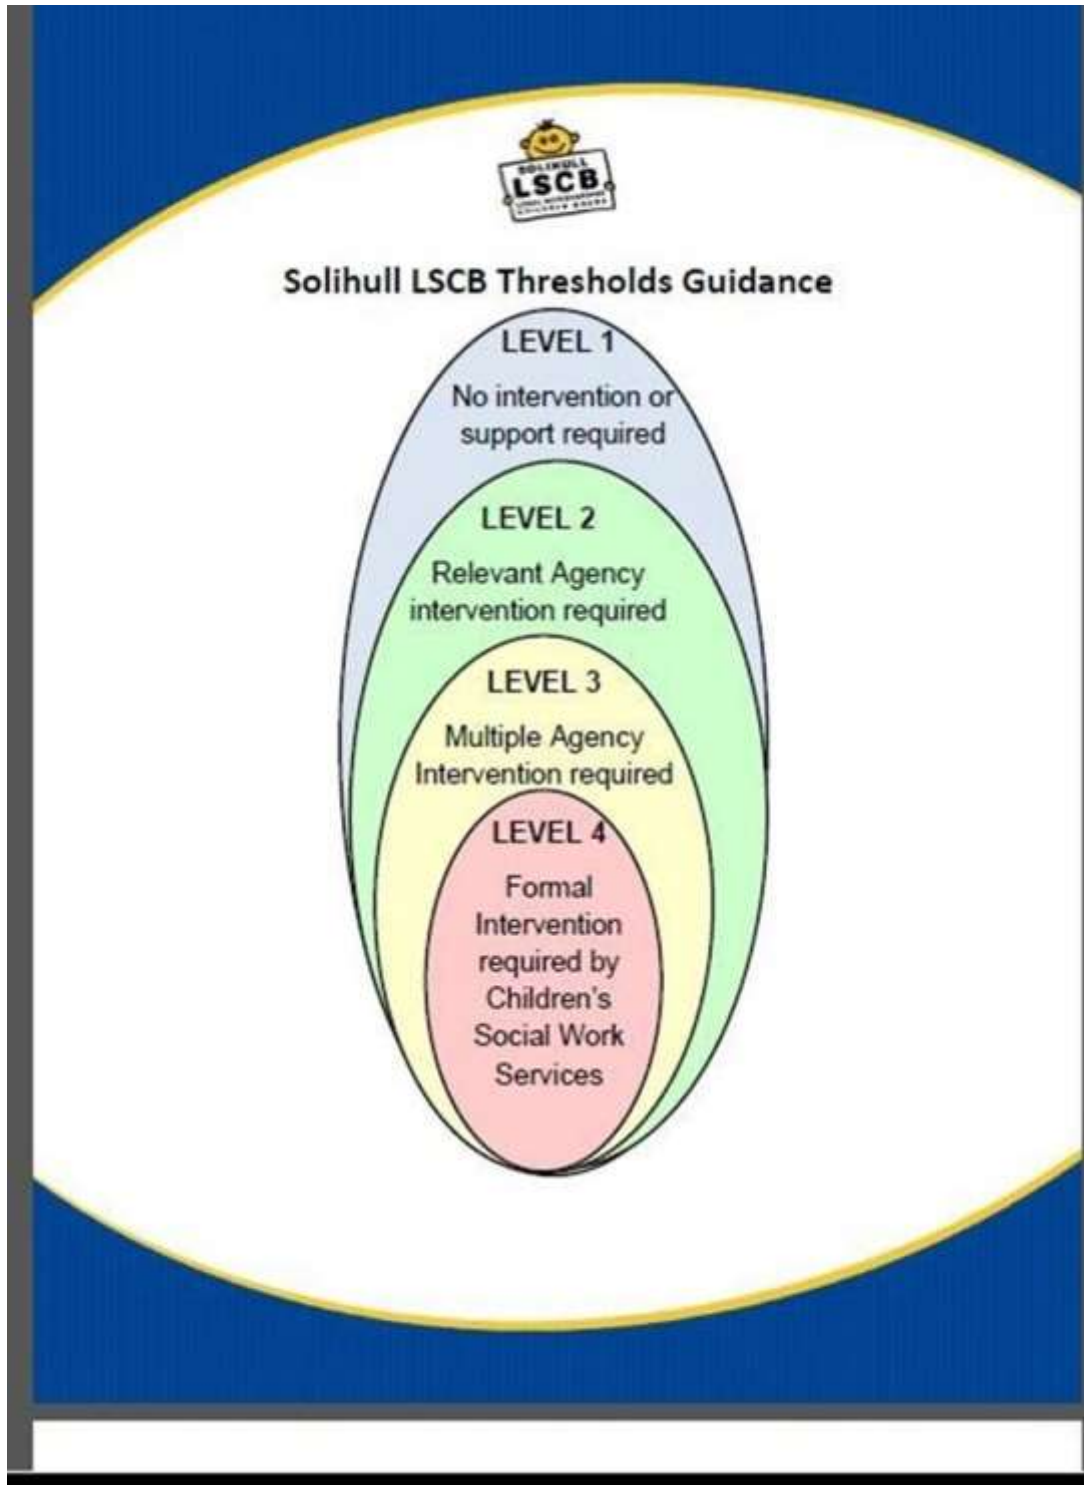 SOLIHULL
LSCB
Solihull LSCB Thresholds Guidance
LEVEL 1
No intervention or
support required
LEVEL 2
Relevant Agency
intervention required
LEVEL 3
Multiple Agency
Intervention required
LEVEL 4
Formal
Intervention
required by
Children's
Social Work
Services